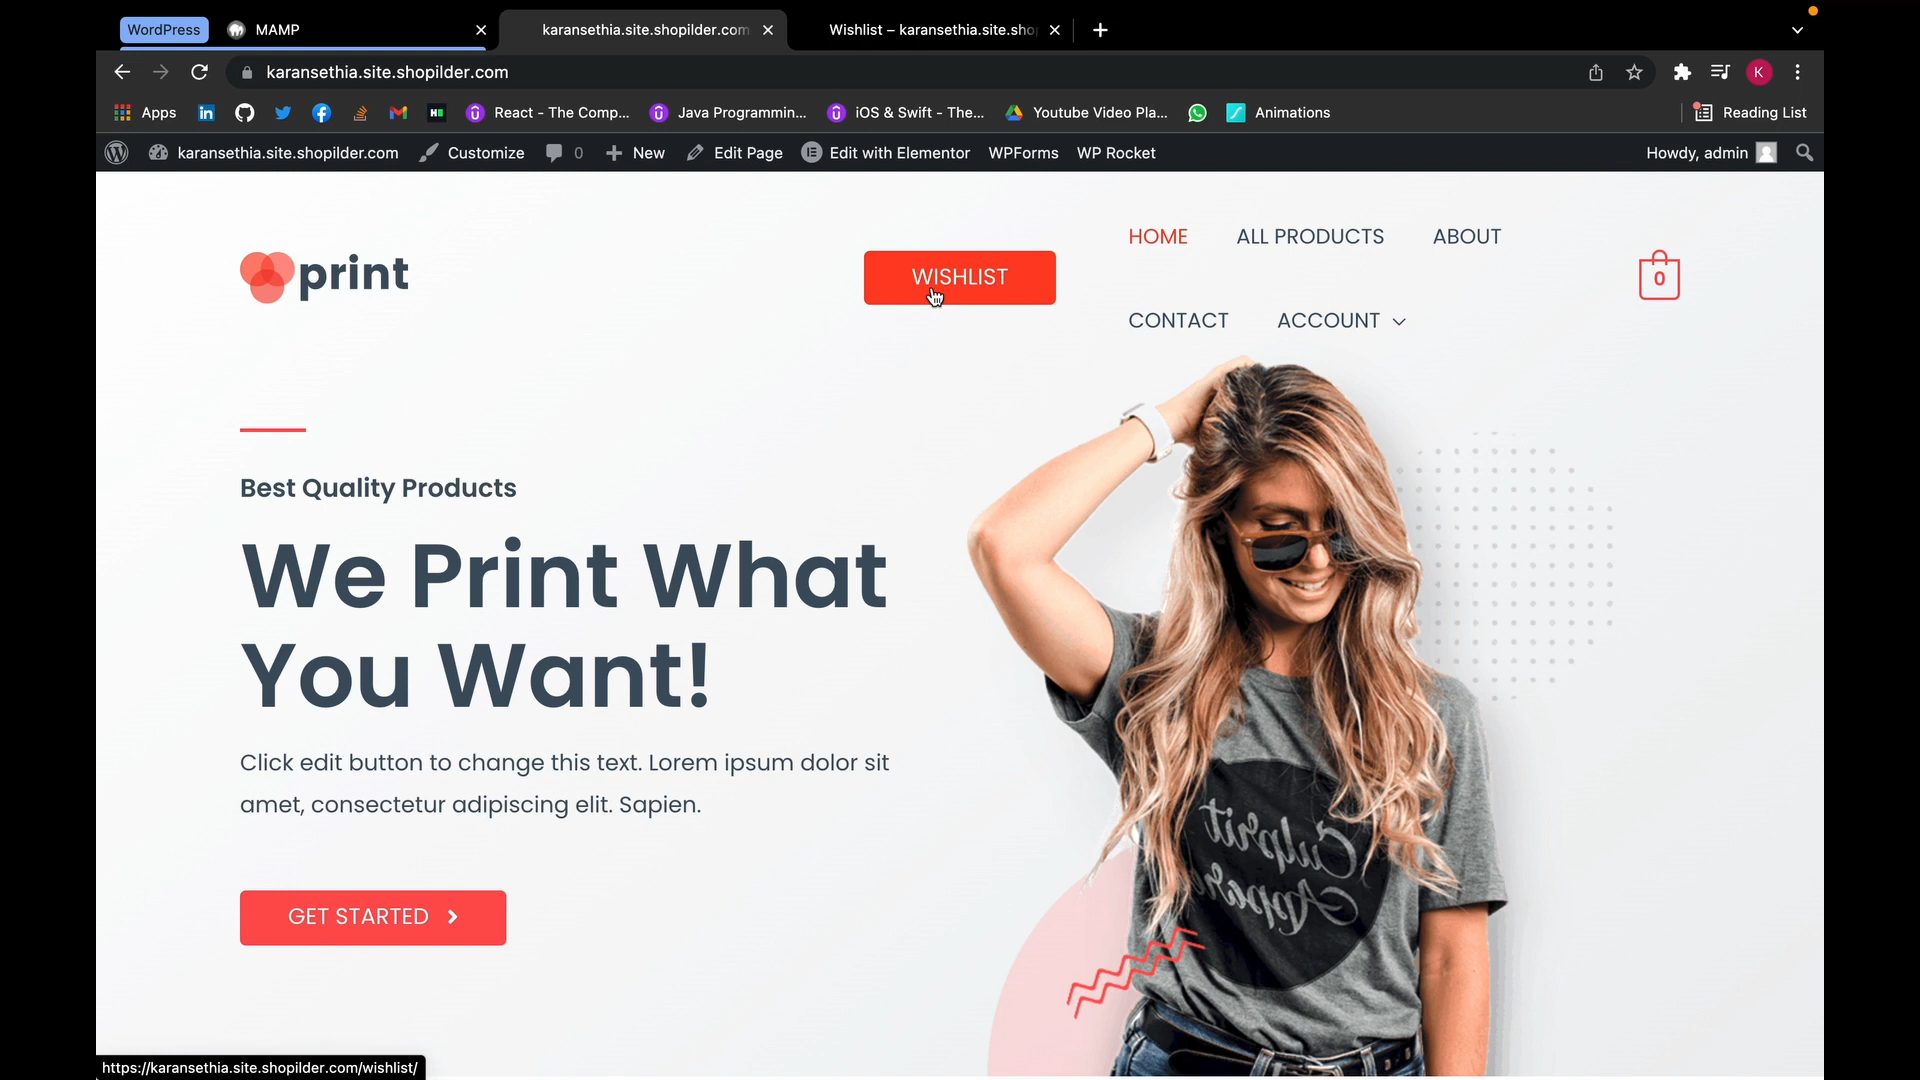 WordPress
MAMP
karansethia.site.shopilder.com
Wishlist – karansethia.site.sho
karansethia.site.shopilder.com
K
Apps
React - The Comp...
Java Programmin...
iOS & Swift - The...
Youtube Video Pla...
Animations
Reading List
karansethia.site.shopilder.com
Customize
0
New
Edit Page
Edit with Elementor
WPForms
WP Rocket
Howdy, admin
print
WISHLIST
HOME
ALL PRODUCTS
ABOUT
CONTACT
ACCOUNT
0
Best Quality Products
We Print What
You Want!
Click edit button to change this text. Lorem ipsum dolor sit
amet, consectetur adipiscing elit. Sapien.
GET STARTED
Culprit
https://karansethia.site.shopilder.com/wishlist/